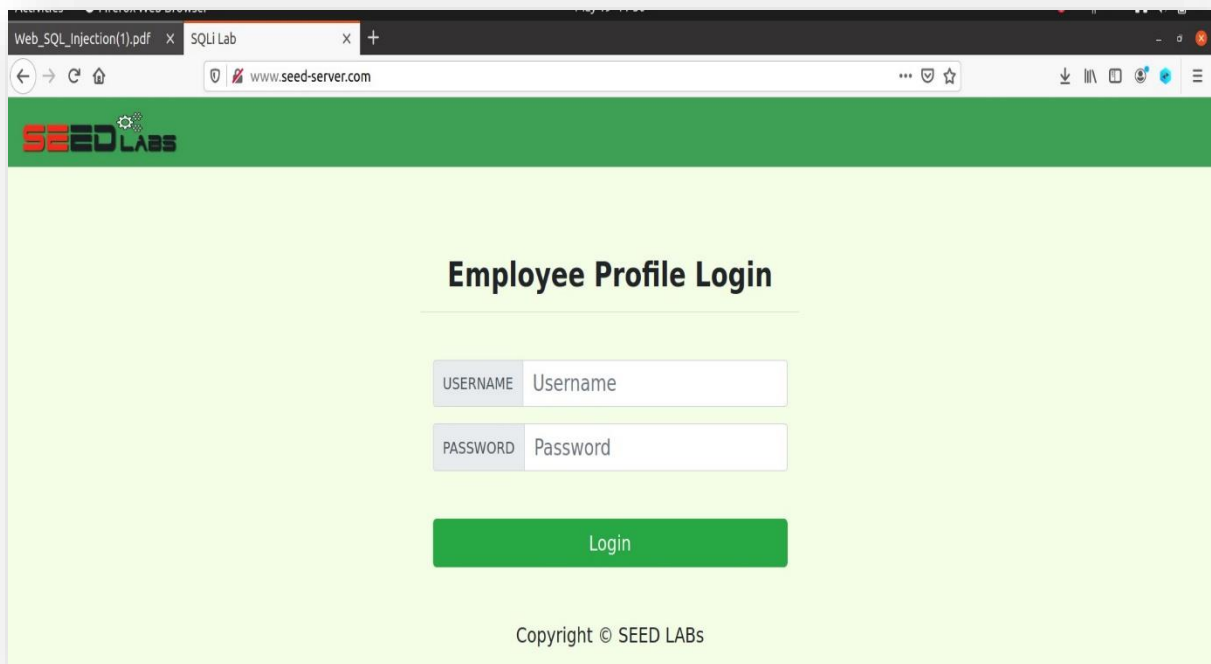 Web_SQL_Injection(1).pdf × SQLi Lab × +
www.seed-server.com
SEED LABS
Employee Profile Login
USERNAME Username
PASSWORD Password
Login
Copyright © SEED LABs